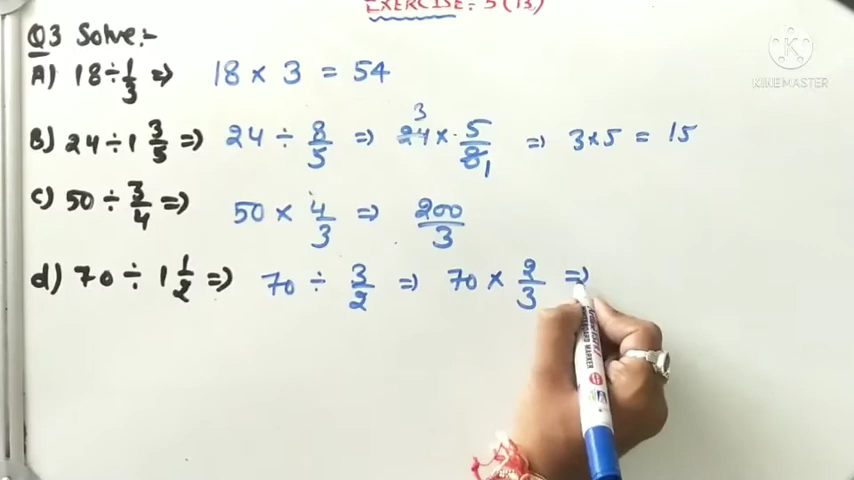 EXERCISE:- 5(B)
Q3 Solve:-
A) 18 ÷ 1/3 => 18 × 3 = 54
B) 24 ÷ 1 3/5 => 24 ÷ 8/5 => 24 3 × 5/8 1 => 3×5 = 15
c) 50 ÷ 3/4 => 50 × 4/3 => 200/3
d) 70 ÷ 1 1/2 => 70 ÷ 3/2 => 70 × 2/3 =>
KINEMASTER